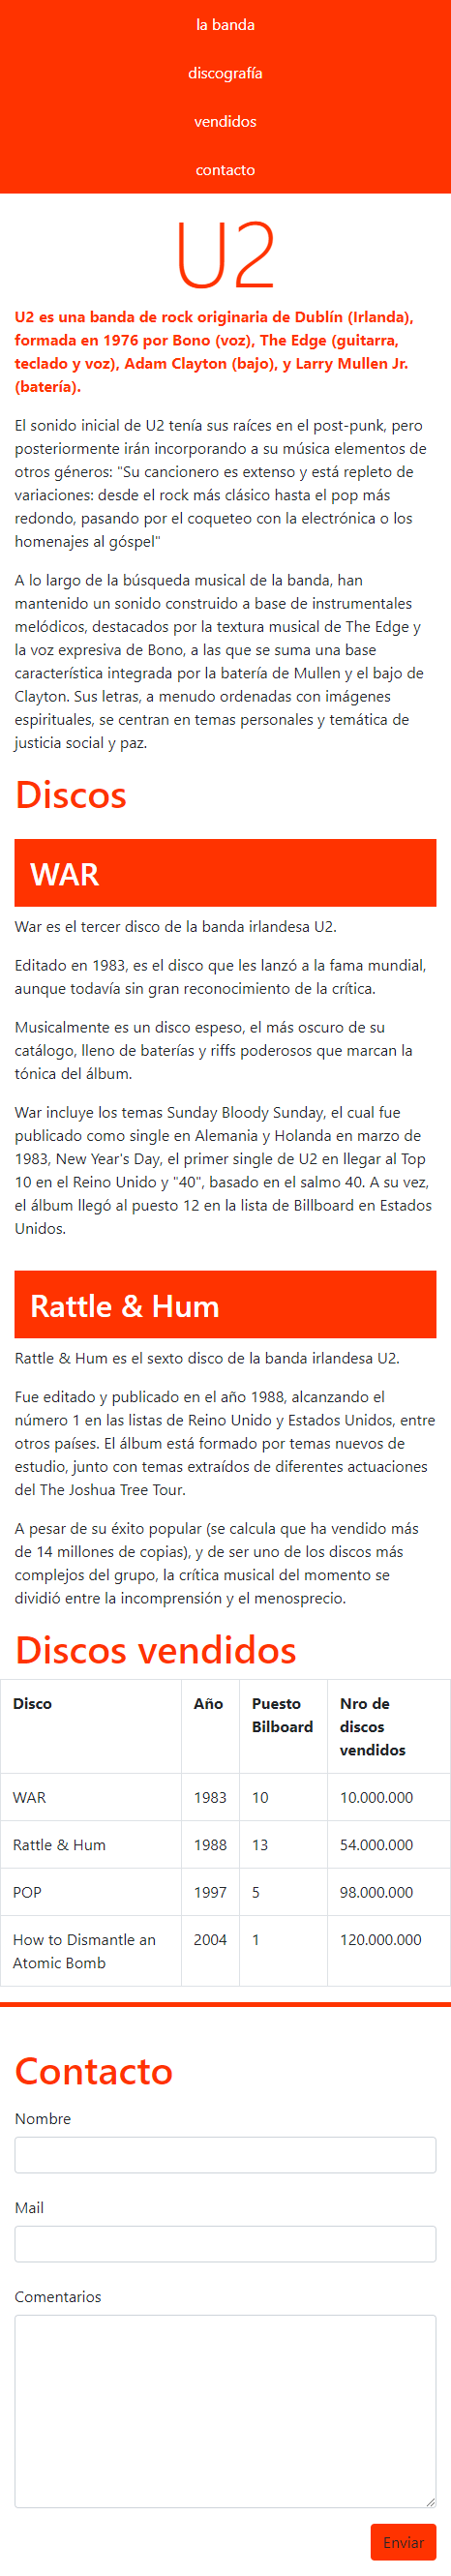 la banda
discografía
vendidos
contacto
U2
U2 es una banda de rock originaria de Dublín (Irlanda),
formada en 1976 por Bono (voz), The Edge (guitarra,
teclado y voz), Adam Clayton (bajo), y Larry Mullen Jr.
(batería).
El sonido inicial de U2 tenía sus raíces en el post-punk, pero
posteriormente irán incorporando a su música elementos de
otros géneros: "Su cancionero es extenso y está repleto de
variaciones: desde el rock más clásico hasta el pop más
redondo, pasando por el coqueteo con la electrónica o los
homenajes al góspel"
A lo largo de la búsqueda musical de la banda, han
mantenido un sonido construido a base de instrumentales
melódicos, destacados por la textura musical de The Edge y
la voz expresiva de Bono, a las que se suma una base
característica integrada por la batería de Mullen y el bajo de
Clayton. Sus letras, a menudo ordenadas con imágenes
espirituales, se centran en temas personales y temática de
justicia social y paz.
Discos
WAR
War es el tercer disco de la banda irlandesa U2.
Editado en 1983, es el disco que les lanzó a la fama mundial,
aunque todavía sin gran reconocimiento de la crítica.
Musicalmente es un disco espeso, el más oscuro de su
catálogo, lleno de baterías y riffs poderosos que marcan la
tónica del álbum.
War incluye los temas Sunday Bloody Sunday, el cual fue
publicado como single en Alemania y Holanda en marzo de
1983, New Year's Day, el primer single de U2 en llegar al Top
10 en el Reino Unido y "40", basado en el salmo 40. A su vez,
el álbum llegó al puesto 12 en la lista de Billboard en Estados
Unidos.
Rattle & Hum
Rattle & Hum es el sexto disco de la banda irlandesa U2.
Fue editado y publicado en el año 1988, alcanzando el
número 1 en las listas de Reino Unido y Estados Unidos, entre
otros países. El álbum está formado por temas nuevos de
estudio, junto con temas extraídos de diferentes actuaciones
del The Joshua Tree Tour.
A pesar de su éxito popular (se calcula que ha vendido más
de 14 millones de copias), y de ser uno de los discos más
complejos del grupo, la crítica musical del momento se
dividió entre la incomprensión y el menosprecio.
Discos vendidos
Disco Año Puesto Bilboard Nro de discos vendidos
WAR 1983 10 10.000.000
Rattle & Hum 1988 13 54.000.000
POP 1997 5 98.000.000
How to Dismantle an Atomic Bomb 2004 1 120.000.000
Contacto
Nombre
Mail
Comentarios
Enviar